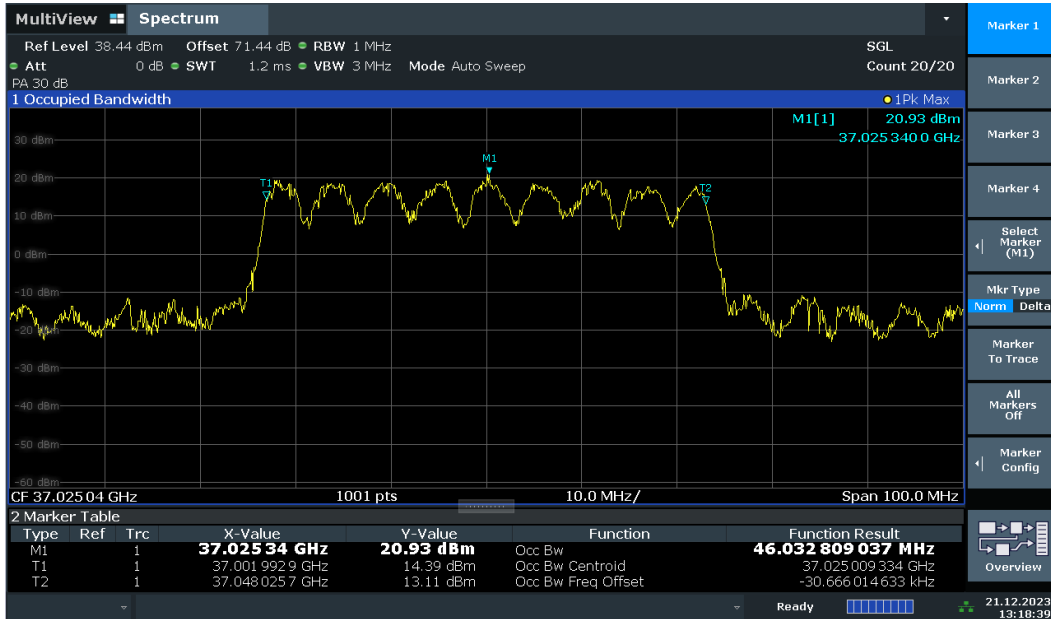 MultiView Spectrum
Ref Level 38.44 dBm Offset 71.44 dB RBW 1 MHz SGL
Att 0 dB SWT 1.2 ms VBW 3 MHz Mode Auto Sweep Count 20/20
PA 30 dB
1 Occupied Bandwidth 1Pk Max
M1[1] 20.93 dBm
37.025 340 0 GHz
30 dBm
M1
20 dBm
T1
T2
10 dBm
0 dBm
-10 dBm
-20 dBm
-30 dBm
-40 dBm
-50 dBm
-60 dBm
CF 37.025 04 GHz 1001 pts 10.0 MHz/ Span 100.0 MHz
2 Marker Table
Type Ref Trc X-Value Y-Value Function Function Result
M1 1 37.025 34 GHz 20.93 dBm Occ Bw 46.032 809 037 MHz
T1 1 37.001 992 9 GHz 14.39 dBm Occ Bw Centroid 37.025 009 334 GHz
T2 1 37.048 025 7 GHz 13.11 dBm Occ Bw Freq Offset -30.666 014 633 kHz
Ready 21.12.2023
13:18:39
Marker 1
Marker 2
Marker 3
Marker 4
Select
Marker
(M1)
Mkr Type
Norm Delta
Marker
To Trace
All
Markers
Off
Marker
Config
Overview